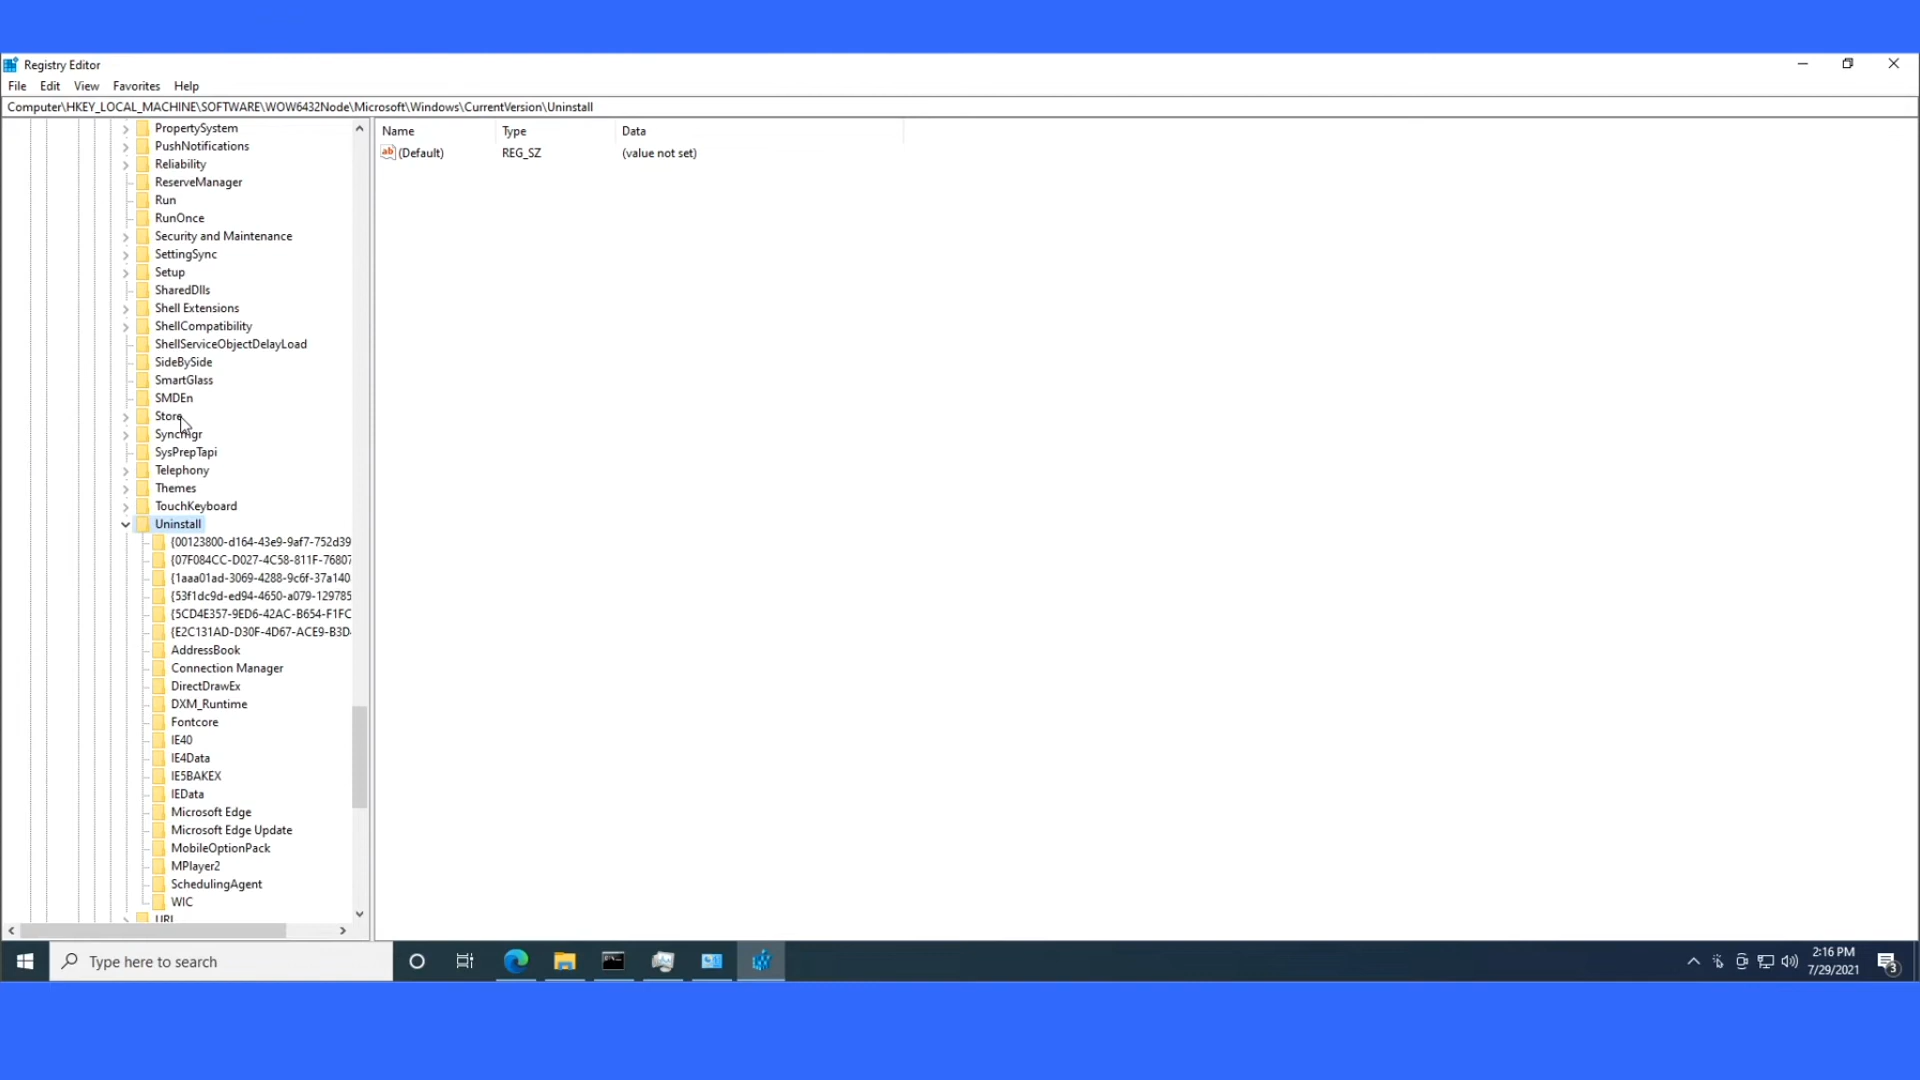 Registry Editor
File Edit View Favorites Help
Computer\HKEY_LOCAL_MACHINE\SOFTWARE\WOW6432Node\Microsoft\Windows\CurrentVersion\Uninstall
PropertySystem
PushNotifications
Reliability
ReserveManager
Run
RunOnce
Security and Maintenance
SettingSync
Setup
SharedDlls
Shell Extensions
ShellCompatibility
ShellServiceObjectDelayLoad
SideBySide
SmartGlass
SMDEn
Store
SyncMgr
SysPrepTapi
Telephony
Themes
TouchKeyboard
Uninstall
{00123800-d164-43e9-9af7-752d39
{07F084CC-D027-4C58-811F-76807
{1aaa01ad-3069-4288-9c6f-37a140
{53f1dc9d-ed94-4650-a079-129785
{5CD4E357-9ED6-42AC-B654-F1FC
{E2C131AD-D30F-4D67-ACE9-B3D
AddressBook
Connection Manager
DirectDrawEx
DXM_Runtime
Fontcore
IE40
IE4Data
IE5BAKEX
IEData
Microsoft Edge
Microsoft Edge Update
MobileOptionPack
MPlayer2
SchedulingAgent
WIC
URL
Name Type Data
ab (Default) REG_SZ (value not set)
Type here to search
2:16 PM
7/29/2021
3